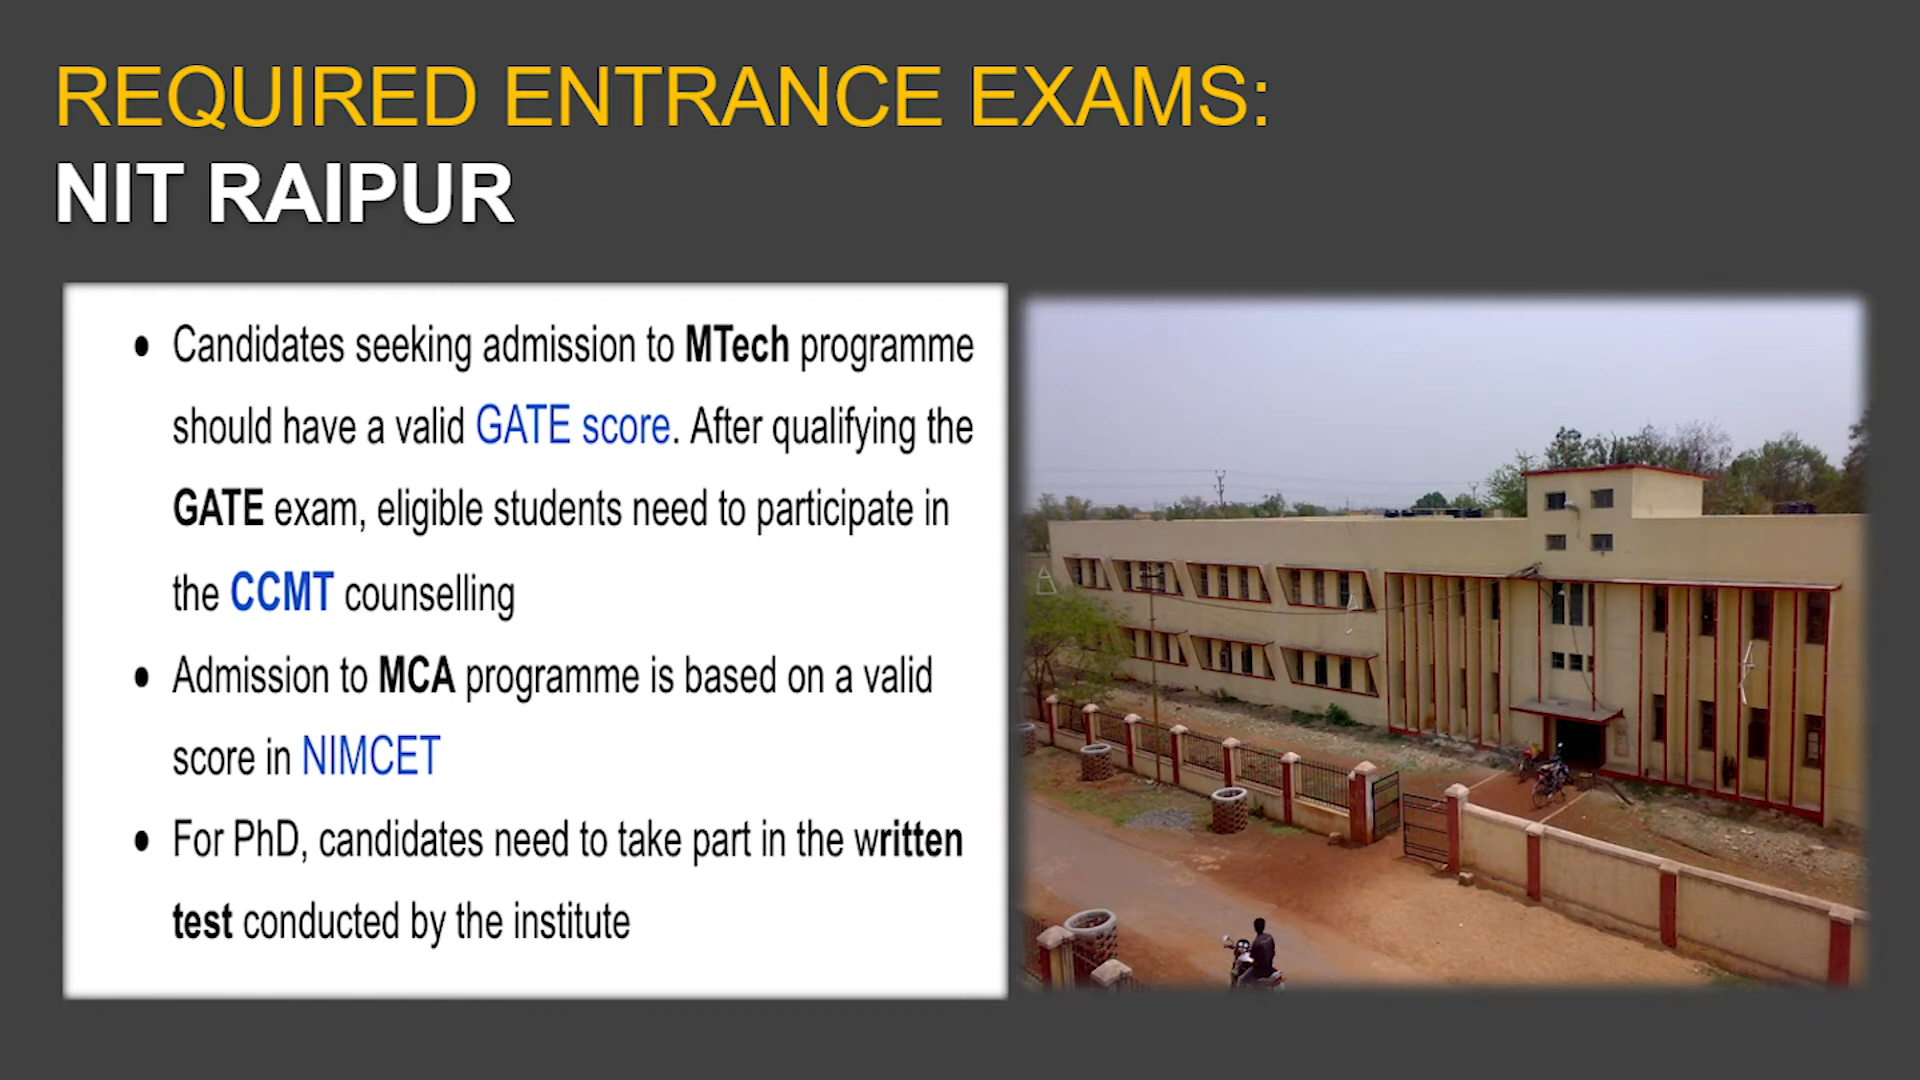 REQUIRED ENTRANCE EXAMS:
NIT RAIPUR
• Candidates seeking admission to MTech programme
should have a valid GATE score. After qualifying the
GATE exam, eligible students need to participate in
the CCMT counselling
• Admission to MCA programme is based on a valid
score in NIMCET
• For PhD, candidates need to take part in the written
test conducted by the institute